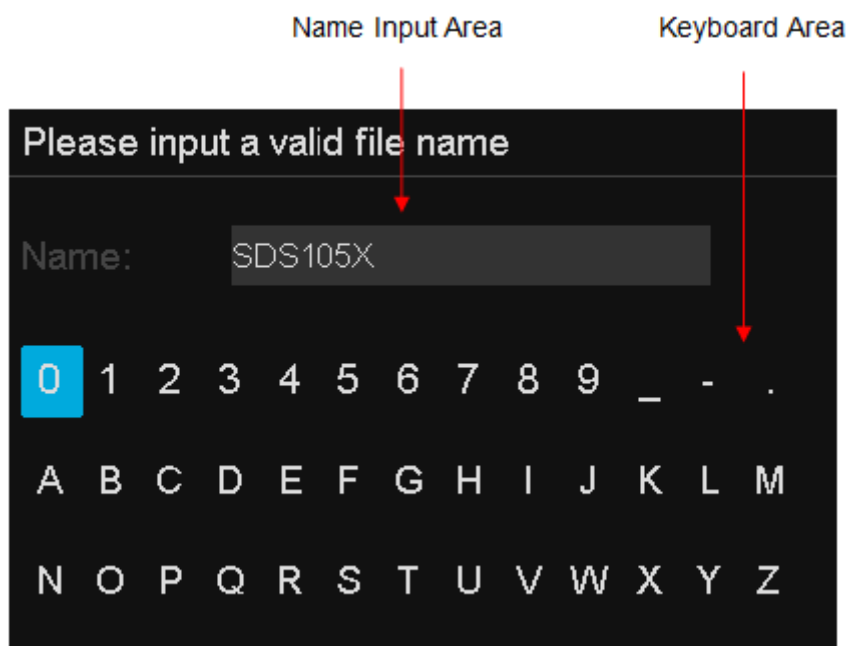 Name Input Area Keyboard Area
Please input a valid file name
Name: SDS105X
0 1 2 3 4 5 6 7 8 9 _ - .
A B C D E F G H I J K L M
N O P Q R S T U V W X Y Z